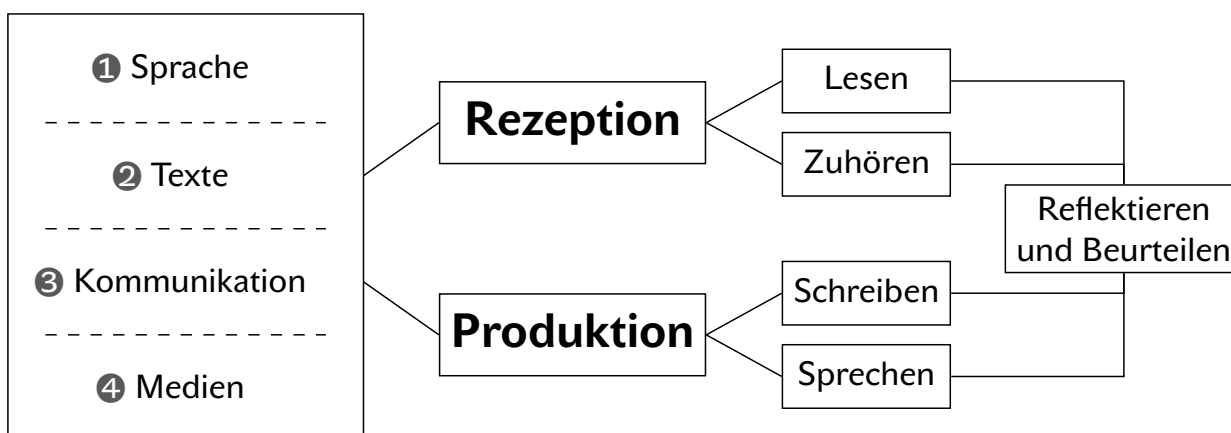 ❶ Sprache
❷ Texte
❸ Kommunikation
❹ Medien
Rezeption
Produktion
Lesen
Zuhören
Schreiben
Sprechen
Reflektieren
und Beurteilen